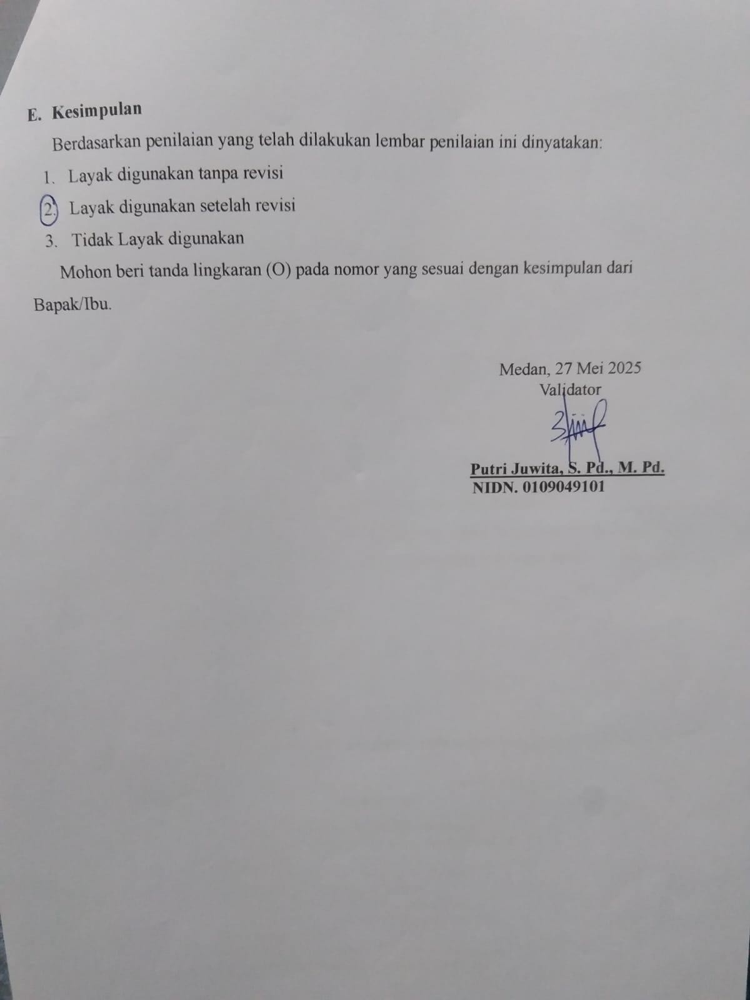 E. Kesimpulan
Berdasarkan penilaian yang telah dilakukan lembar penilaian ini dinyatakan:
1. Layak digunakan tanpa revisi
2. Layak digunakan setelah revisi
3. Tidak Layak digunakan
Mohon beri tanda lingkaran (O) pada nomor yang sesuai dengan kesimpulan dari
Bapak/Ibu.
Medan, 27 Mei 2025
Validator
Putri Juwita, S. Pd., M. Pd.
NIDN. 0109049101